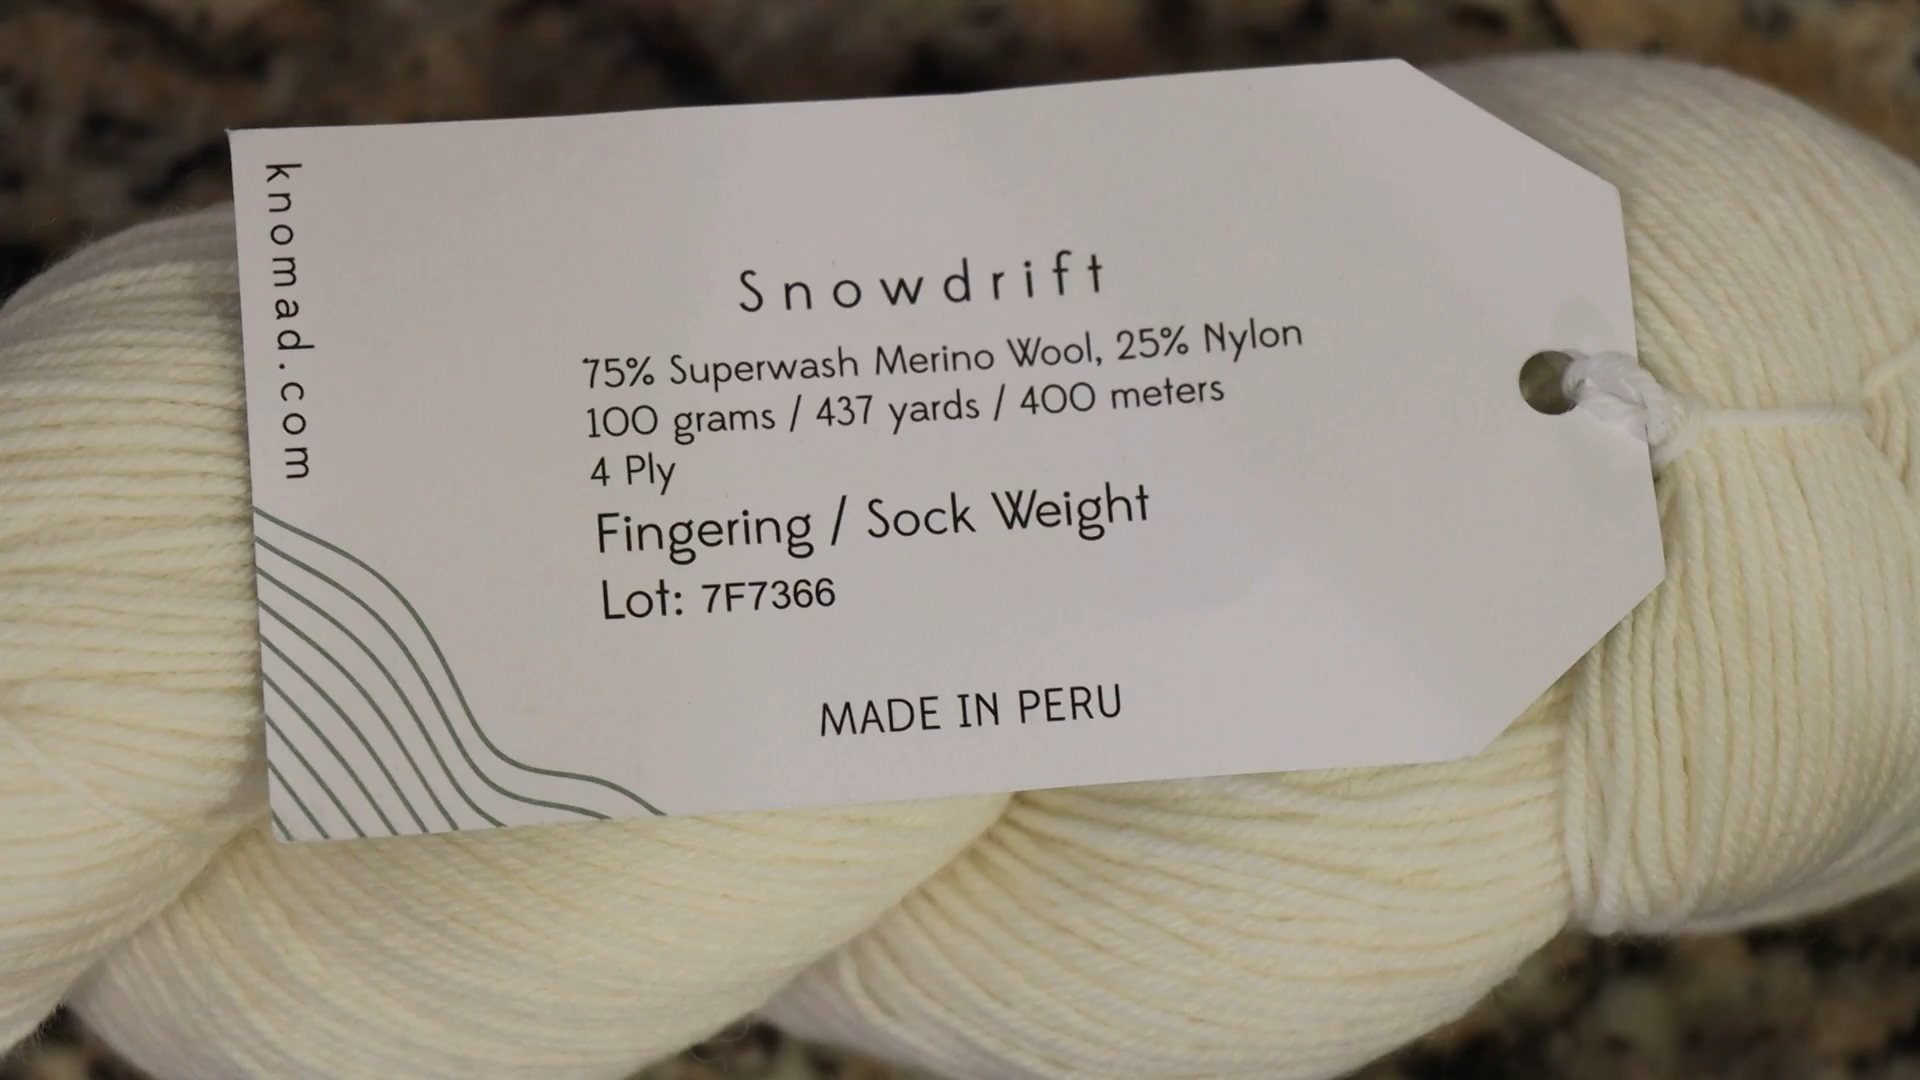 knomad.com
Snowdrift
75% Superwash Merino Wool, 25% Nylon
100 grams / 437 yards / 400 meters
4 Ply
Fingering / Sock Weight
Lot: 7F7366
MADE IN PERU